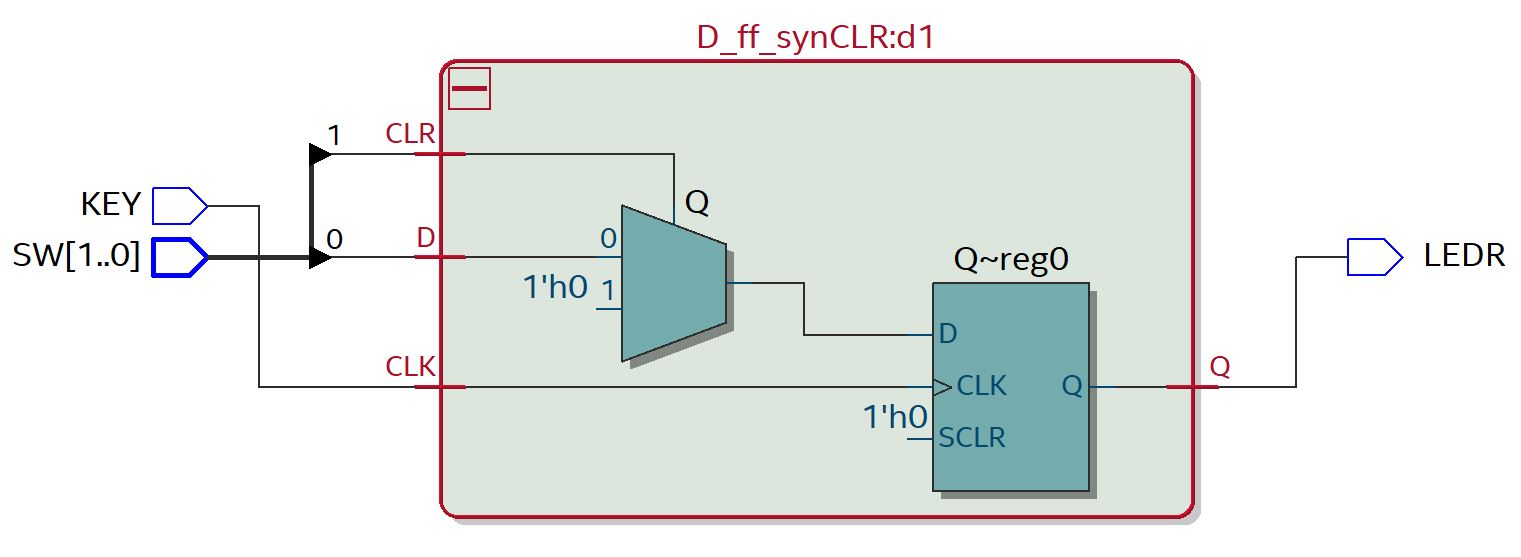 D_ff_synCLR:d1
1
CLR
KEY
Q
SW[1..0]
0
D
0
1'h0
1
Q~reg0
LEDR
D
CLK
CLK
Q
Q
1'h0
SCLR